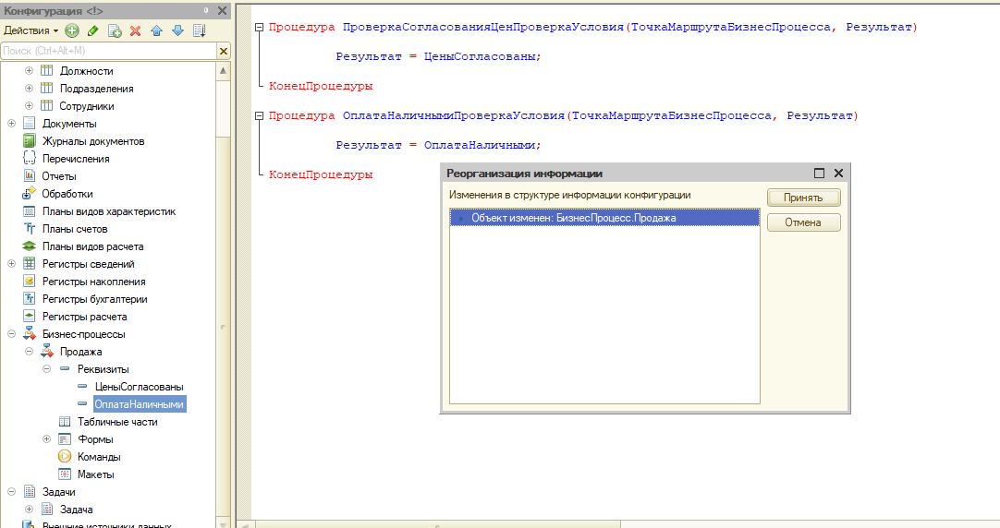 Конфигурация <!>
Действия
Поиск (Ctrl+Alt+M)
Должности
Подразделения
Сотрудники
Документы
Журналы документов
Перечисления
Отчеты
Обработки
Планы видов характеристик
Планы счетов
Планы видов расчета
Регистры сведений
Регистры накопления
Регистры бухгалтерии
Регистры расчета
Бизнес-процессы
Продажа
Реквизиты
ЦеныСогласованы
ОплатаНаличными
Табличные части
Формы
Команды
Макеты
Задачи
Задача
Внешние источники данных
Процедура ПроверкаСогласованияЦенПроверкаУсловия(ТочкаМаршрутаБизнесПроцесса, Результат)
Результат = ЦеныСогласованы;
КонецПроцедуры
Процедура ОплатаНаличнымиПроверкаУсловия(ТочкаМаршрутаБизнесПроцесса, Результат)
Результат = ОплатаНаличными;
КонецПроцедуры
Реорганизация информации
Изменения в структуре информации конфигурации
Объект изменен: БизнесПроцесс.Продажа
Принять
Отмена